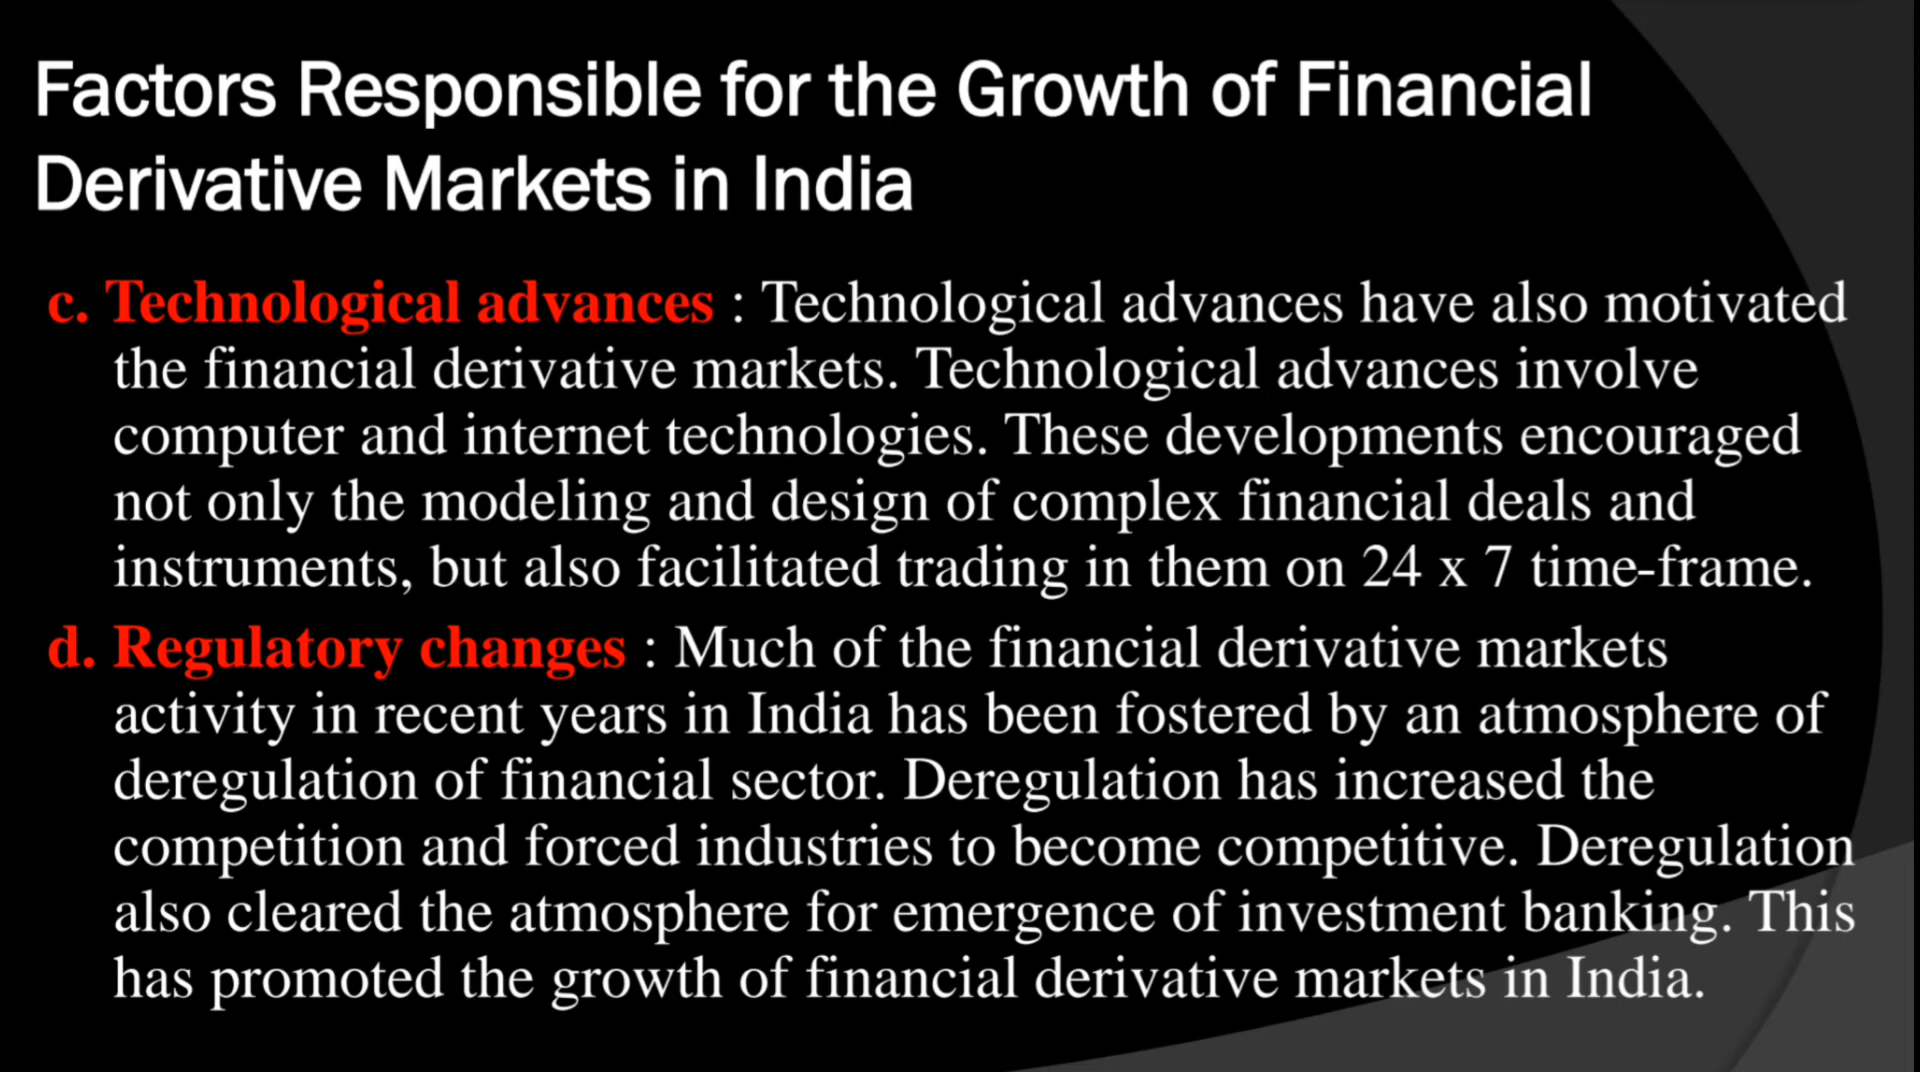 Factors Responsible for the Growth of Financial
Derivative Markets in India
c. Technological advances : Technological advances have also motivated
the financial derivative markets. Technological advances involve
computer and internet technologies. These developments encouraged
not only the modeling and design of complex financial deals and
instruments, but also facilitated trading in them on 24 x 7 time-frame.
d. Regulatory changes : Much of the financial derivative markets
activity in recent years in India has been fostered by an atmosphere of
deregulation of financial sector. Deregulation has increased the
competition and forced industries to become competitive. Deregulation
also cleared the atmosphere for emergence of investment banking. This
has promoted the growth of financial derivative markets in India.